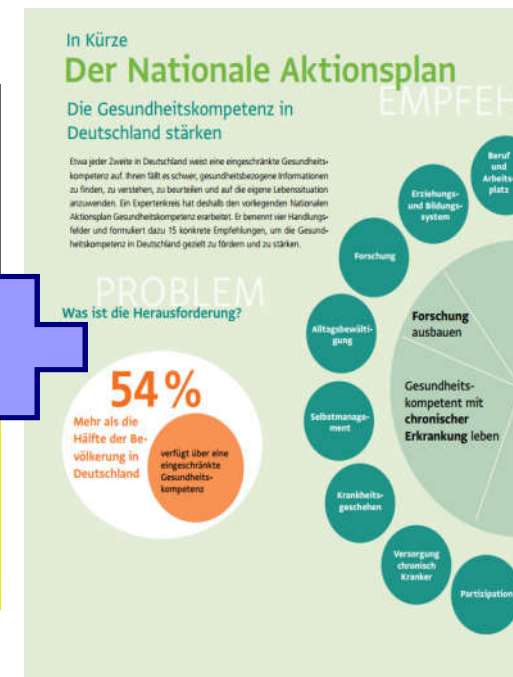 In Kürze
Der Nationale Aktionsplan
EMPFEH
Die Gesundheitskompetenz in
Deutschland stärken
Etwa jeder Zweite in Deutschland weist eine eingeschränkte Gesundheits-
kompetenz auf. Ihnen fällt es schwer, gesundheitsbezogene Informationen
zu finden, zu verstehen, zu beurteilen und auf die eigene Lebenssituation
anzuwenden. Ein Expertenkreis hat deshalb den vorliegenden Nationalen
Aktionsplan Gesundheitskompetenz erarbeitet. Er benennt vier Handlungs-
felder und formuliert dazu 15 konkrete Empfehlungen, um die Gesund-
heitskompetenz in Deutschland gezielt zu fördern und zu stärken.
PROBLEM
Was ist die Herausforderung?
54 %
Mehr als die
Hälfte der Be-
völkerung in
Deutschland
verfügt über eine
eingeschränkte
Gesundheits-
kompetenz
Beruf
und
Arbeits-
platz
Erziehungs-
und Bildungs-
system
Forschung
Alltagsbewälti-
gung
Selbstmanage-
ment
Krankheits-
geschehen
Versorgung
chronisch
Kranker
Partizipation
Forschung
ausbauen
Gesundheits-
kompetent mit
chronischer
Erkrankung leben